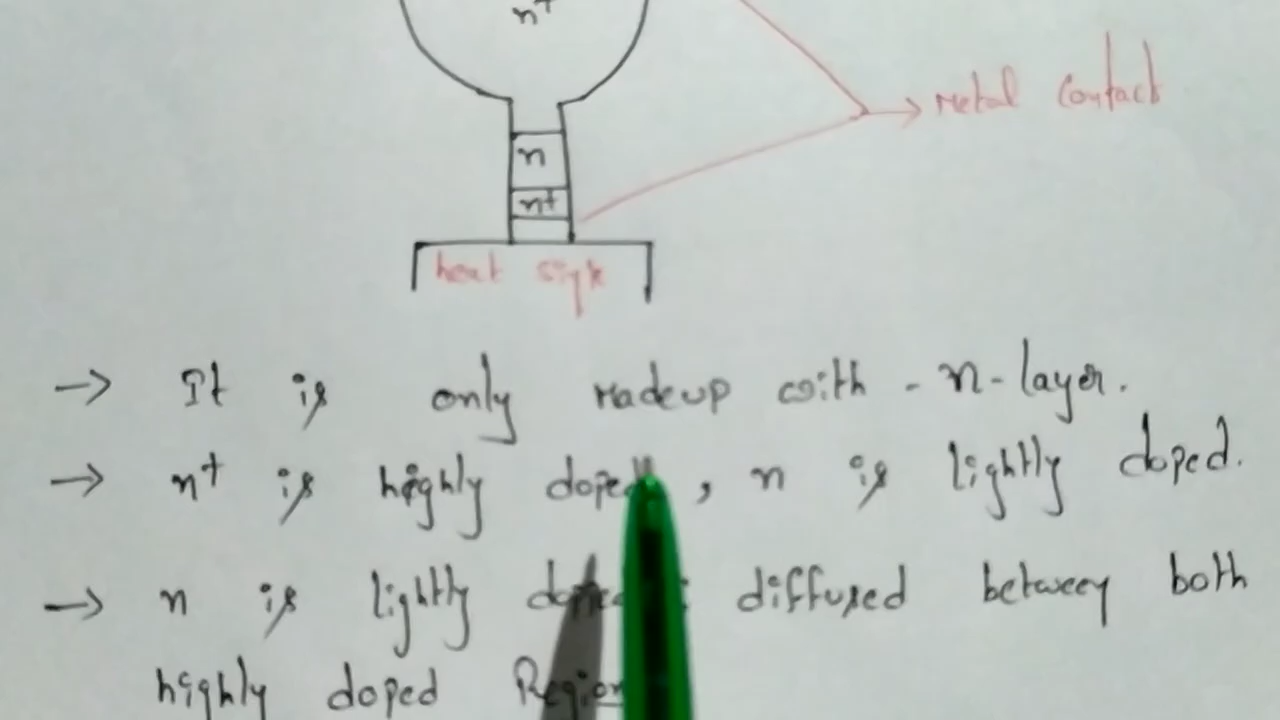 n+
Metal Contact
n
n+
heat sink
→ It is only madeup with - n - layer.
→ n+ is highly doped, n is lightly doped.
→ n is lightly diffused between both
highly doped Region